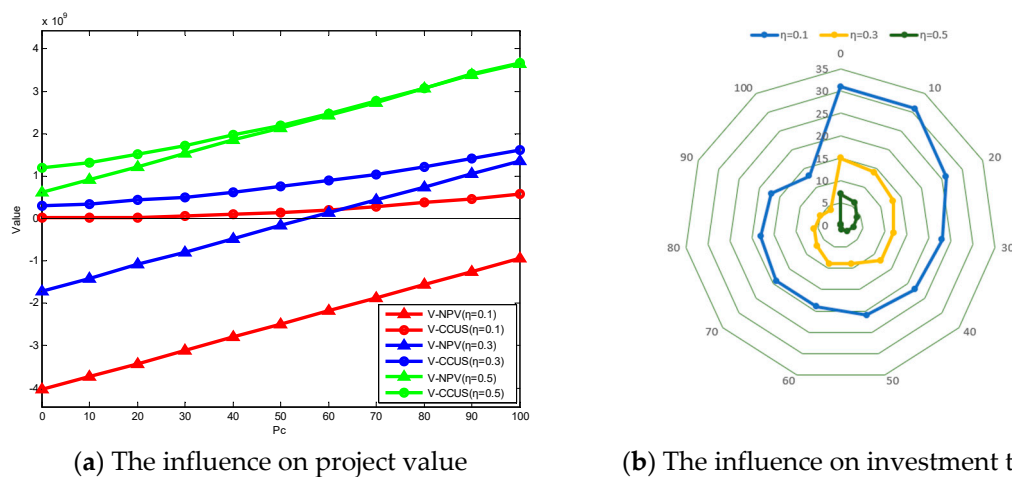 x 10⁹
4
3
2
1
0
-1
-2
-3
-4
Value
0 10 20 30 40 50 60 70 80 90 100
Pc
V-NPV(η=0.1)
V-CCUS(η=0.1)
V-NPV(η=0.3)
V-CCUS(η=0.3)
V-NPV(η=0.5)
V-CCUS(η=0.5)
(a) The influence on project value
η=0.1 η=0.3 η=0.5
0
10
20
30
40
50
60
70
80
90
100
35
30
25
20
15
10
5
0
(b) The influence on investment t